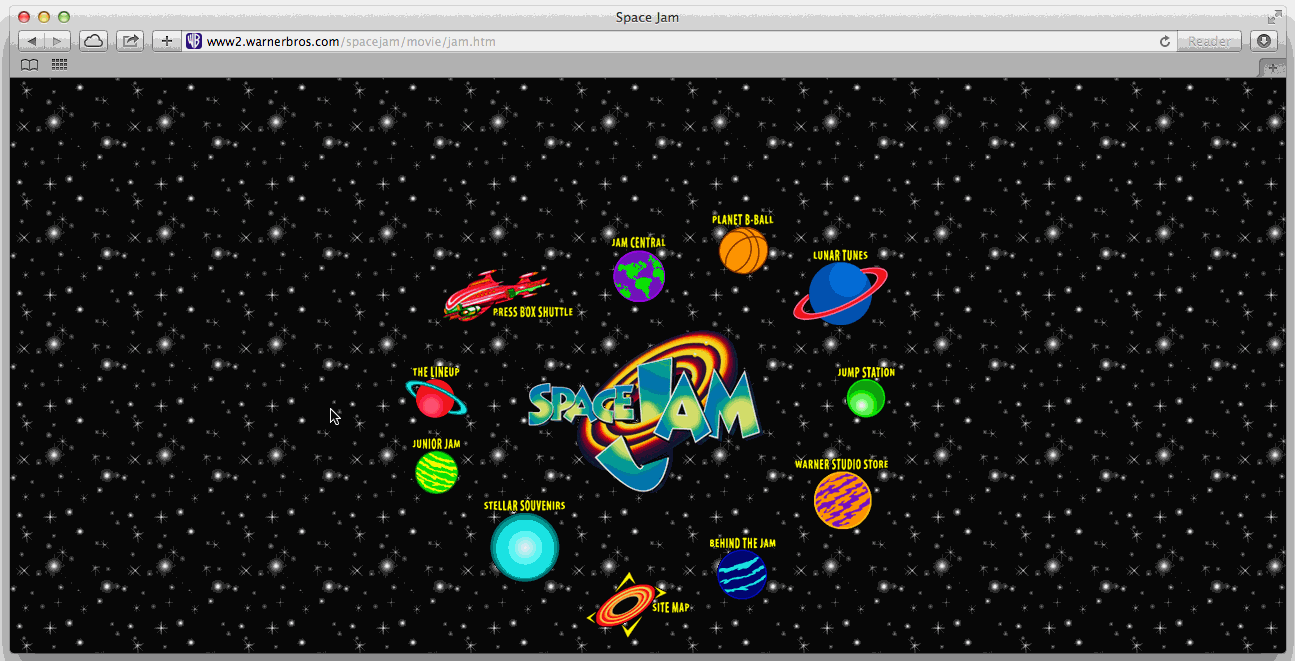 Space Jam
www2.warnerbros.com/spacejam/movie/jam.htm
Reader
PLANET B-BALL
JAM CENTRAL
LUNAR TUNES
PRESS BOX SHUTTLE
THE LINEUP
JUMP STATION
SPACE JAM
JUNIOR JAM
WARNER STUDIO STORE
STELLAR SOUVENIRS
BEHIND THE JAM
SITE MAP